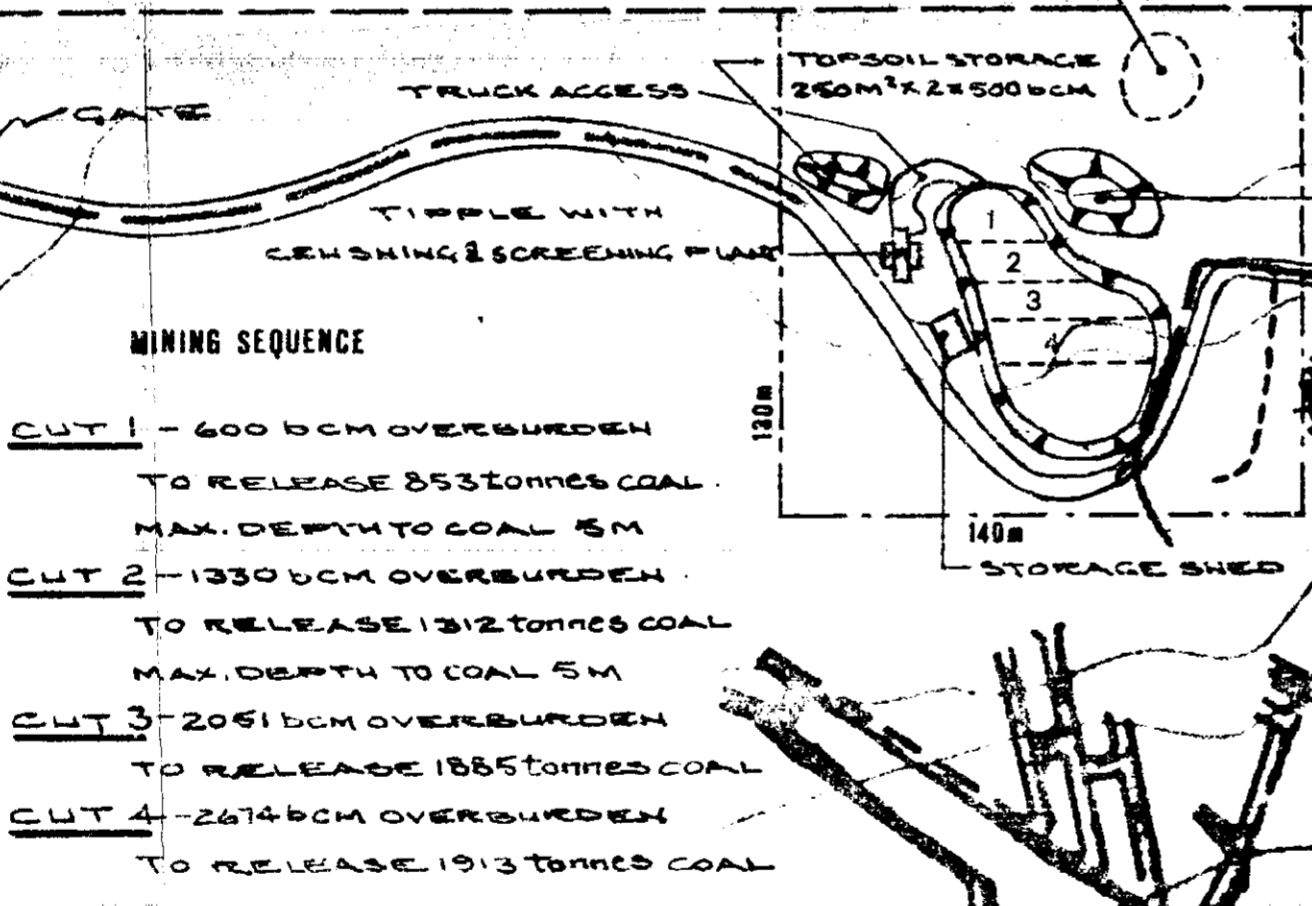 TOPSOIL STORAGE
250M² X 2 = 500 bCM
TRUCK ACCESS
GATE
TIPPLE WITH
CRUSHING & SCREENING PLANT
1
2
3
4
130m
140m
STORAGE SHED
MINING SEQUENCE
CUT 1 - 600 bCM OVERBURDEN
TO RELEASE 853 tonnes COAL.
MAX. DEPTH TO COAL 5M
CUT 2 - 1330 bCM OVERBURDEN
TO RELEASE 1312 tonnes COAL
MAX. DEPTH TO COAL 5M
CUT 3 - 2051 bCM OVERBURDEN
TO RELEASE 1885 tonnes COAL
CUT 4 - 2674 bCM OVERBURDEN
TO RELEASE 1913 tonnes COAL